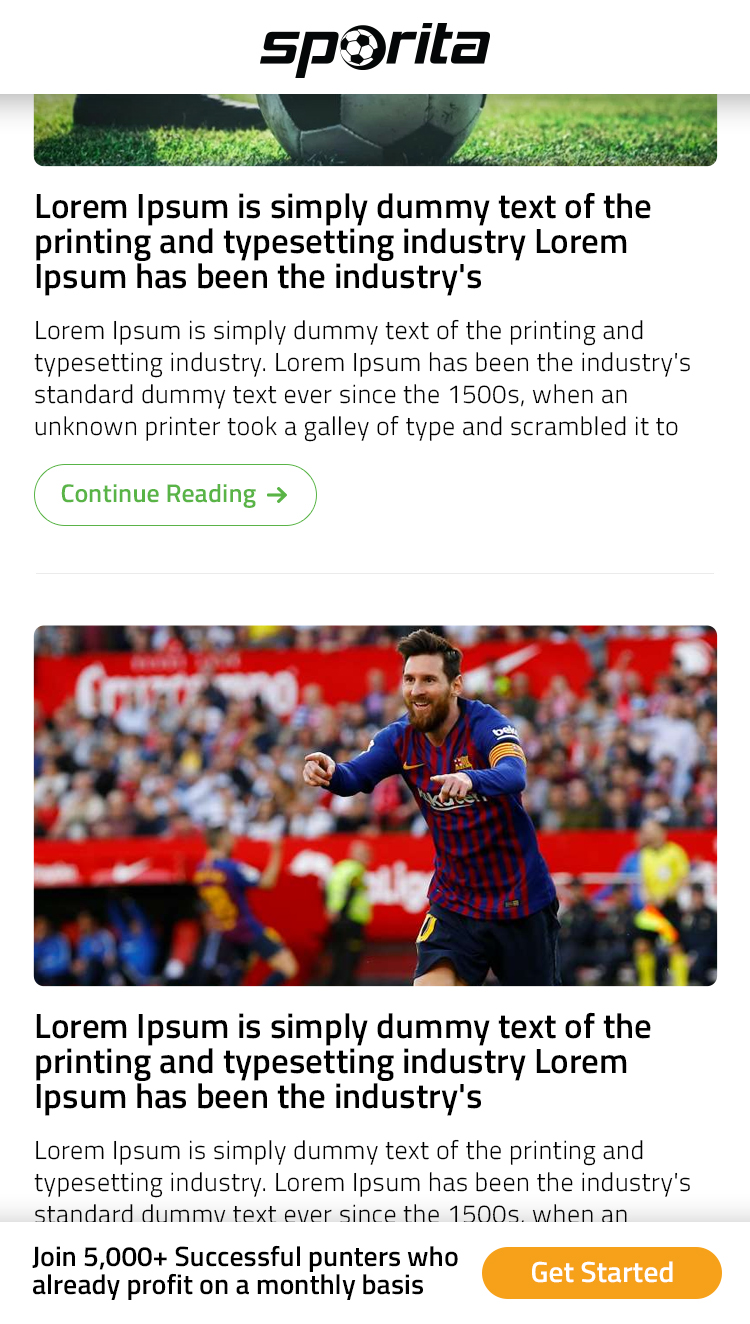 sporita
Lorem Ipsum is simply dummy text of the
printing and typesetting industry Lorem
Ipsum has been the industry's
Lorem Ipsum is simply dummy text of the printing and
typesetting industry. Lorem Ipsum has been the industry's
standard dummy text ever since the 1500s, when an
unknown printer took a galley of type and scrambled it to
Continue Reading →
Cruzcampo
beko
Rakuten
LaLiga
Lorem Ipsum is simply dummy text of the
printing and typesetting industry Lorem
Ipsum has been the industry's
Lorem Ipsum is simply dummy text of the printing and
typesetting industry. Lorem Ipsum has been the industry's
standard dummy text ever since the 1500s, when an
Join 5,000+ Successful punters who
already profit on a monthly basis
Get Started